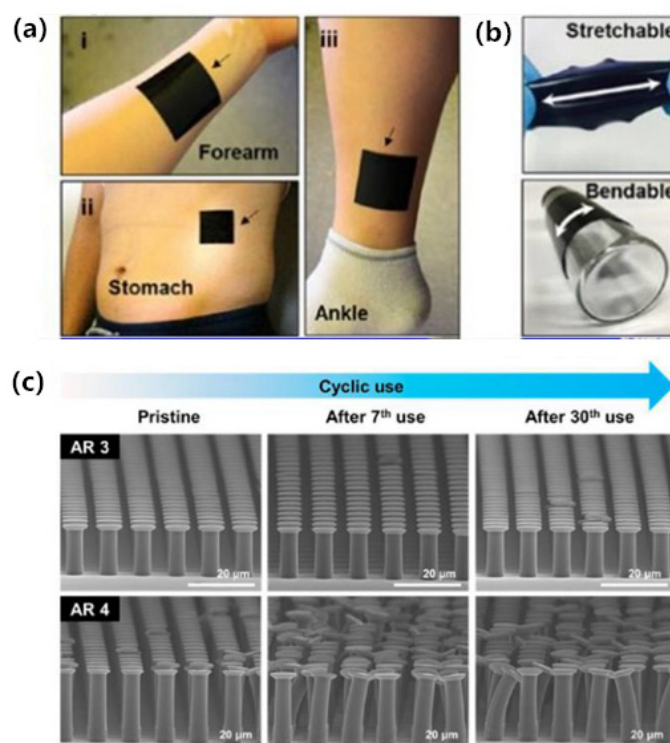 (a)
i
Forearm
ii
Stomach
iii
Ankle
(b)
Stretchable
Bendable
(c)
Cyclic use
Pristine
After 7th use
After 30th use
AR 3
20 μm
20 μm
20 μm
AR 4
20 μm
20 μm
20 μm